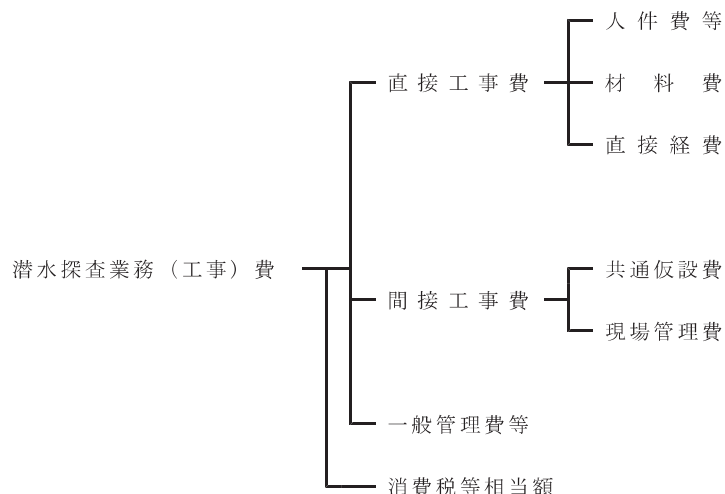 人件費等
直接工事費
材料費
直接経費
潜水探査業務（工事）費
共通仮設費
間接工事費
現場管理費
一般管理費等
消費税等相当額